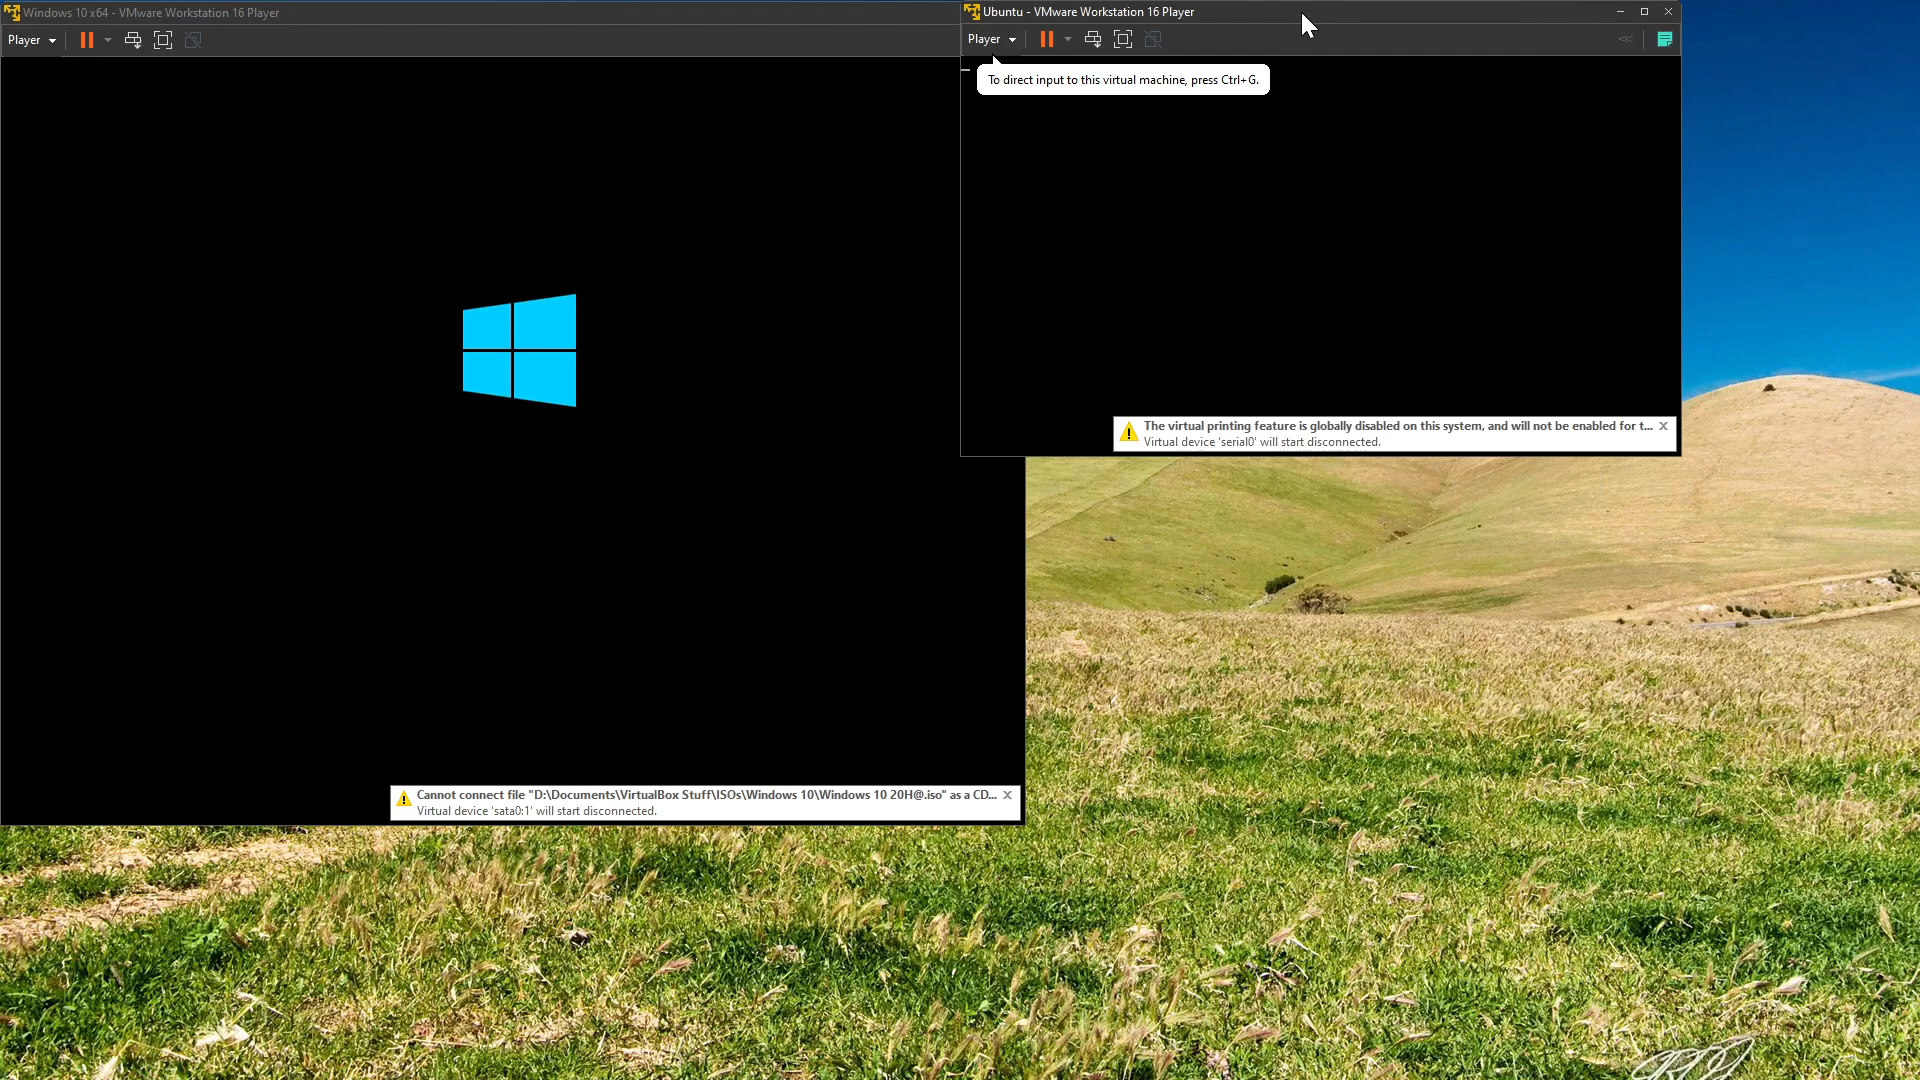 Windows 10 x64 - VMware Workstation 16 Player
Player
Ubuntu - VMware Workstation 16 Player
Player
To direct input to this virtual machine, press Ctrl+G.
The virtual printing feature is globally disabled on this system, and will not be enabled for t...
Virtual device 'serial0' will start disconnected.
Cannot connect file "D:\Documents\VirtualBox Stuff\ISOs\Windows 10\Windows 10 20H@.iso" as a CD...
Virtual device 'sata0:1' will start disconnected.